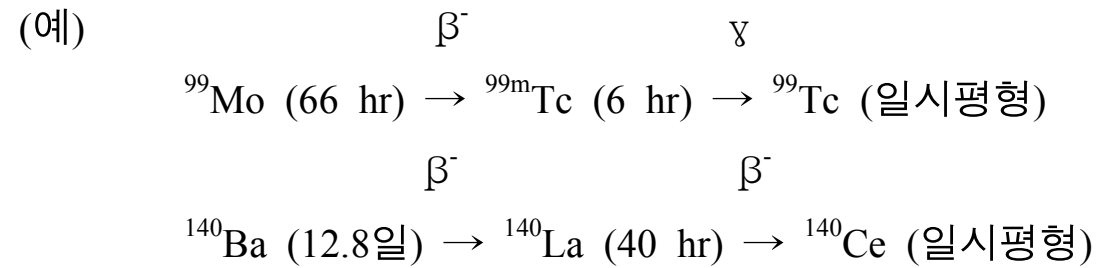 (예) β⁻ ɣ
⁹⁹Mo (66 hr) → ⁹⁹ᵐTc (6 hr) → ⁹⁹Tc (일시평형)
β⁻ β⁻
¹⁴⁰Ba (12.8일) → ¹⁴⁰La (40 hr) → ¹⁴⁰Ce (일시평형)